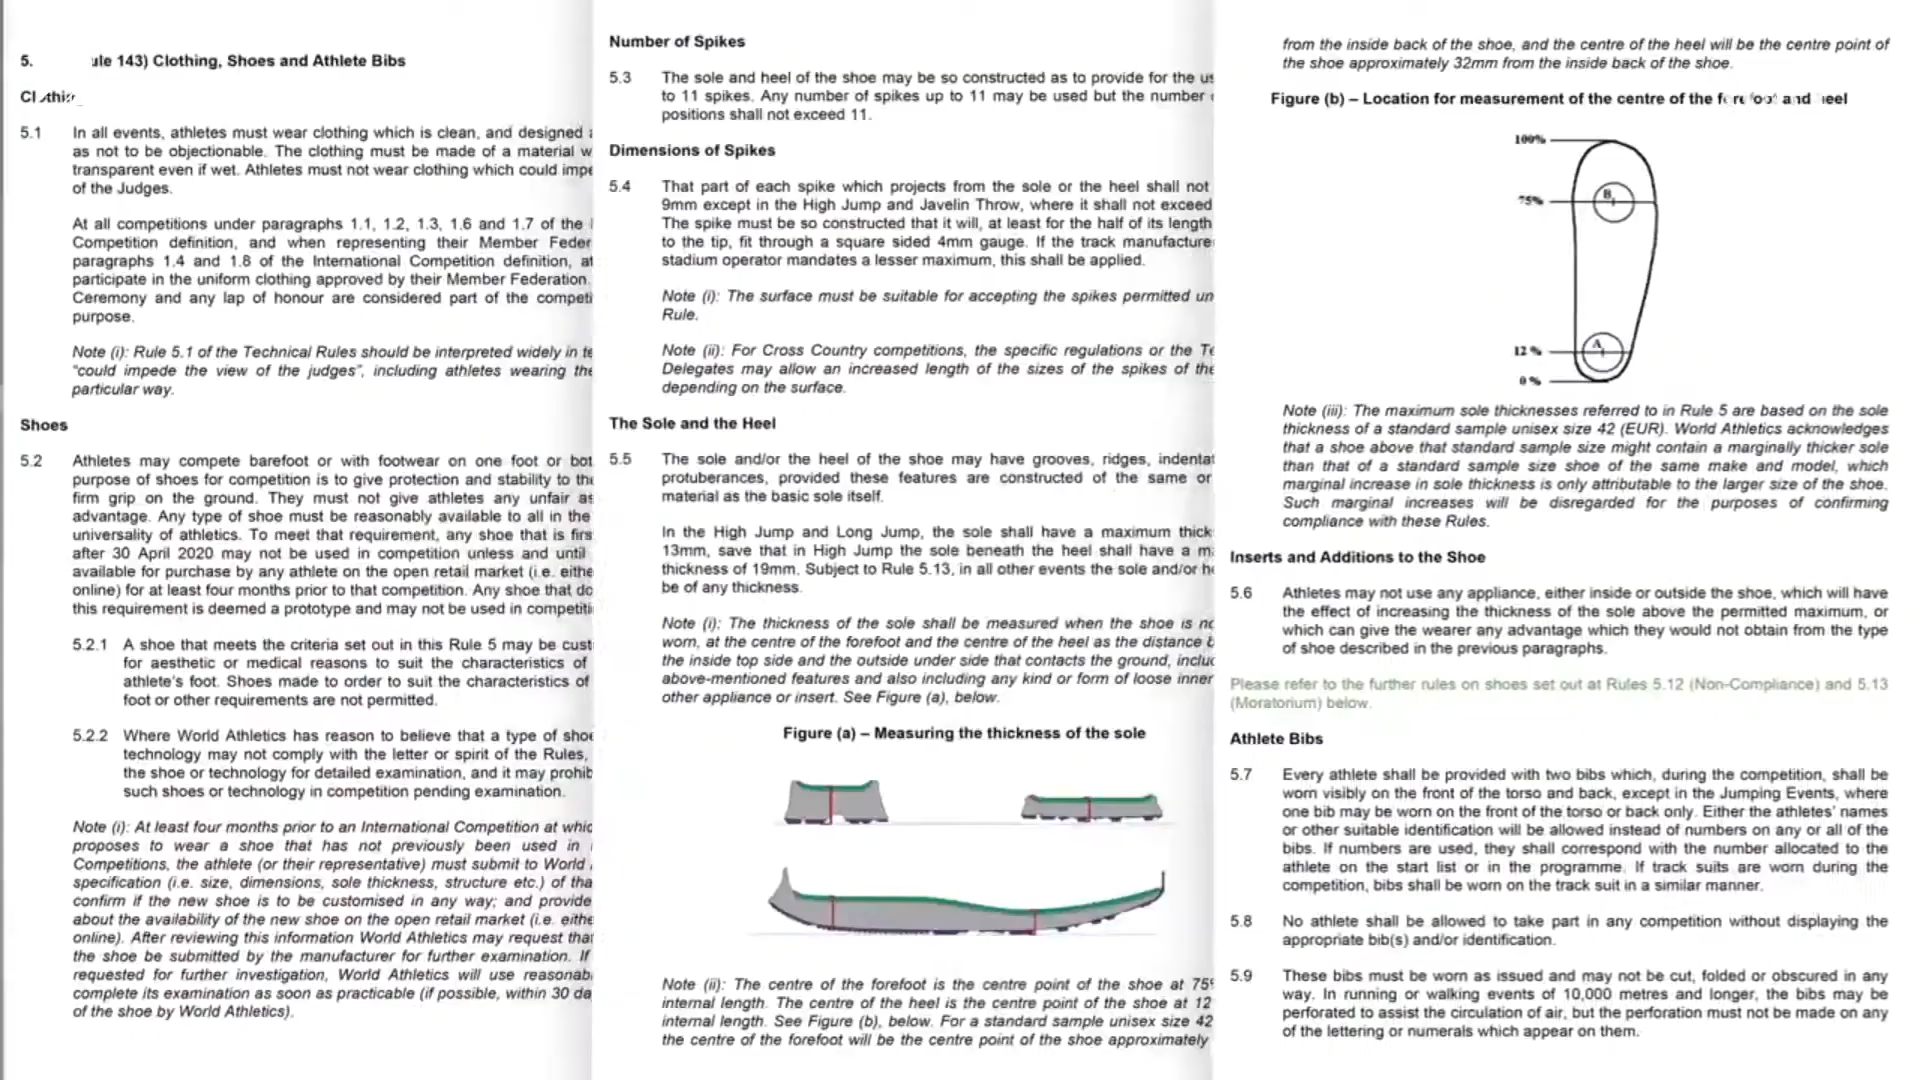 5. ule 143) Clothing, Shoes and Athlete Bibs
5.1 In all events, athletes must wear clothing which is clean, and designed
as not to be objectionable. The clothing must be made of a material
transparent even if wet. Athletes must not wear clothing which could impe
of the Judges.
At all competitions under paragraphs 1.1, 1.2, 1.3, 1.6 and 1.7 of the
Competition definition, and when representing their Member Feder
paragraphs 1.4 and 1.8 of the International Competition definition, at
participate in the uniform clothing approved by their Member Federation.
Ceremony and any lap of honour are considered part of the competi
purpose.
Note (i): Rule 5.1 of the Technical Rules should be interpreted widely in te
"could impede the view of the judges", including athletes wearing the
particular way.
Shoes
5.2 Athletes may compete barefoot or with footwear on one foot or bot
purpose of shoes for competition is to give protection and stability to the
firm grip on the ground. They must not give athletes any unfair as
advantage. Any type of shoe must be reasonably available to all in the
universality of athletics. To meet that requirement, any shoe that is firs
after 30 April 2020 may not be used in competition unless and until
available for purchase by any athlete on the open retail market (i.e. eithe
online) for at least four months prior to that competition. Any shoe that do
this requirement is deemed a prototype and may not be used in competiti
5.2.1 A shoe that meets the criteria set out in this Rule 5 may be cust
for aesthetic or medical reasons to suit the characteristics of
athlete's foot. Shoes made to order to suit the characteristics of
foot or other requirements are not permitted.
5.2.2 Where World Athletics has reason to believe that a type of shoe
technology may not comply with the letter or spirit of the Rules,
the shoe or technology for detailed examination, and it may prohib
such shoes or technology in competition pending examination.
Note (i): At least four months prior to an International Competition at whic
proposes to wear a shoe that has not previously been used in
Competitions, the athlete (or their representative) must submit to World
specification (i.e. size, dimensions, sole thickness, structure etc.) of tha
confirm if the new shoe is to be customised in any way; and provide
about the availability of the new shoe on the open retail market (i.e. eithe
online). After reviewing this information World Athletics may request that
the shoe be submitted by the manufacturer for further examination. If
requested for further investigation, World Athletics will use reasonab
complete its examination as soon as practicable (if possible, within 30 da
of the shoe by World Athletics).
Number of Spikes
5.3 The sole and heel of the shoe may be so constructed as to provide for the us
to 11 spikes. Any number of spikes up to 11 may be used but the number
positions shall not exceed 11.
Dimensions of Spikes
5.4 That part of each spike which projects from the sole or the heel shall not
9mm except in the High Jump and Javelin Throw, where it shall not exceed
The spike must be so constructed that it will, at least for the half of its length
to the tip, fit through a square sided 4mm gauge. If the track manufacture
stadium operator mandates a lesser maximum, this shall be applied.
Note (i): The surface must be suitable for accepting the spikes permitted un
Rule.
Note (ii): For Cross Country competitions, the specific regulations or the Te
Delegates may allow an increased length of the sizes of the spikes of the
depending on the surface.
The Sole and the Heel
5.5 The sole and/or the heel of the shoe may have grooves, ridges, indentat
protuberances, provided these features are constructed of the same or
material as the basic sole itself.
In the High Jump and Long Jump, the sole shall have a maximum thick
13mm, save that in High Jump the sole beneath the heel shall have a m
thickness of 19mm. Subject to Rule 5.13, in all other events the sole and/or he
be of any thickness.
Note (i): The thickness of the sole shall be measured when the shoe is no
worn, at the centre of the forefoot and the centre of the heel as the distance b
the inside top side and the outside under side that contacts the ground, includ
above-mentioned features and also including any kind or form of loose inner
other appliance or insert. See Figure (a), below.
Figure (a) – Measuring the thickness of the sole
Note (ii): The centre of the forefoot is the centre point of the shoe at 75%
internal length. The centre of the heel is the centre point of the shoe at 12
internal length. See Figure (b), below. For a standard sample unisex size 42
the centre of the forefoot will be the centre point of the shoe approximately
from the inside back of the shoe, and the centre of the heel will be the centre point of
the shoe approximately 32mm from the inside back of the shoe.
Figure (b) – Location for measurement of the centre of the forefoot and heel
100%
75%
B
12 %
A
0 %
Note (iii): The maximum sole thicknesses referred to in Rule 5 are based on the sole
thickness of a standard sample unisex size 42 (EUR). World Athletics acknowledges
that a shoe above that standard sample size might contain a marginally thicker sole
than that of a standard sample size shoe of the same make and model, which
marginal increase in sole thickness is only attributable to the larger size of the shoe.
Such marginal increases will be disregarded for the purposes of confirming
compliance with these Rules.
Inserts and Additions to the Shoe
5.6 Athletes may not use any appliance, either inside or outside the shoe, which will have
the effect of increasing the thickness of the sole above the permitted maximum, or
which can give the wearer any advantage which they would not obtain from the type
of shoe described in the previous paragraphs.
Please refer to the further rules on shoes set out at Rules 5.12 (Non-Compliance) and 5.13
(Moratorium) below.
Athlete Bibs
5.7 Every athlete shall be provided with two bibs which, during the competition, shall be
worn visibly on the front of the torso and back, except in the Jumping Events, where
one bib may be worn on the front of the torso or back only. Either the athletes' names
or other suitable identification will be allowed instead of numbers on any or all of the
bibs. If numbers are used, they shall correspond with the number allocated to the
athlete on the start list or in the programme. If track suits are worn during the
competition, bibs shall be worn on the track suit in a similar manner.
5.8 No athlete shall be allowed to take part in any competition without displaying the
appropriate bib(s) and/or identification.
5.9 These bibs must be worn as issued and may not be cut, folded or obscured in any
way. In running or walking events of 10,000 metres and longer, the bibs may be
perforated to assist the circulation of air, but the perforation must not be made on any
of the lettering or numerals which appear on them.